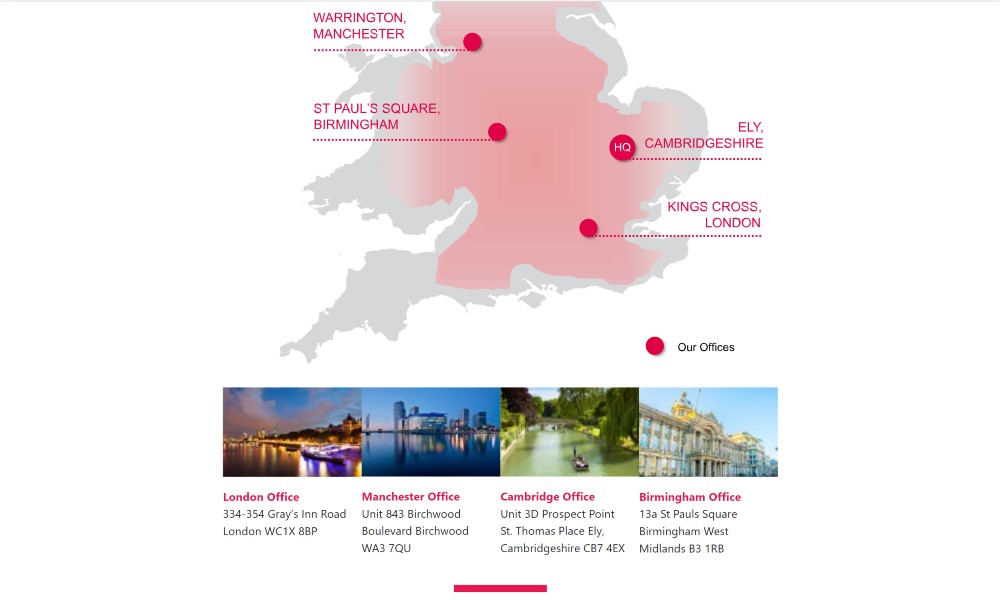 WARRINGTON,
MANCHESTER
ST PAUL'S SQUARE,
BIRMINGHAM
HQ
ELY,
CAMBRIDGESHIRE
KINGS CROSS,
LONDON
Our Offices
London Office
334-354 Gray's Inn Road
London WC1X 8BP
Manchester Office
Unit 843 Birchwood
Boulevard Birchwood
WA3 7QU
Cambridge Office
Unit 3D Prospect Point
St. Thomas Place Ely,
Cambridgeshire CB7 4EX
Birmingham Office
13a St Pauls Square
Birmingham West
Midlands B3 1RB